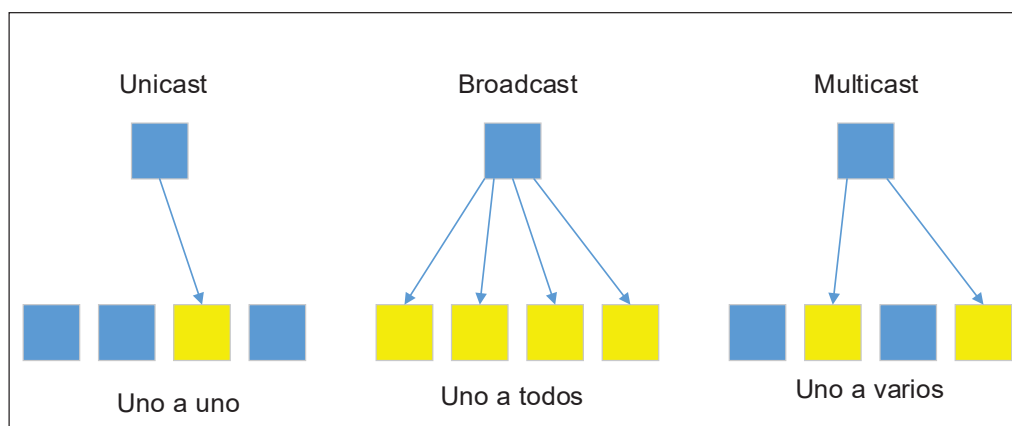 Unicast
Broadcast
Multicast
Uno a uno
Uno a todos
Uno a varios